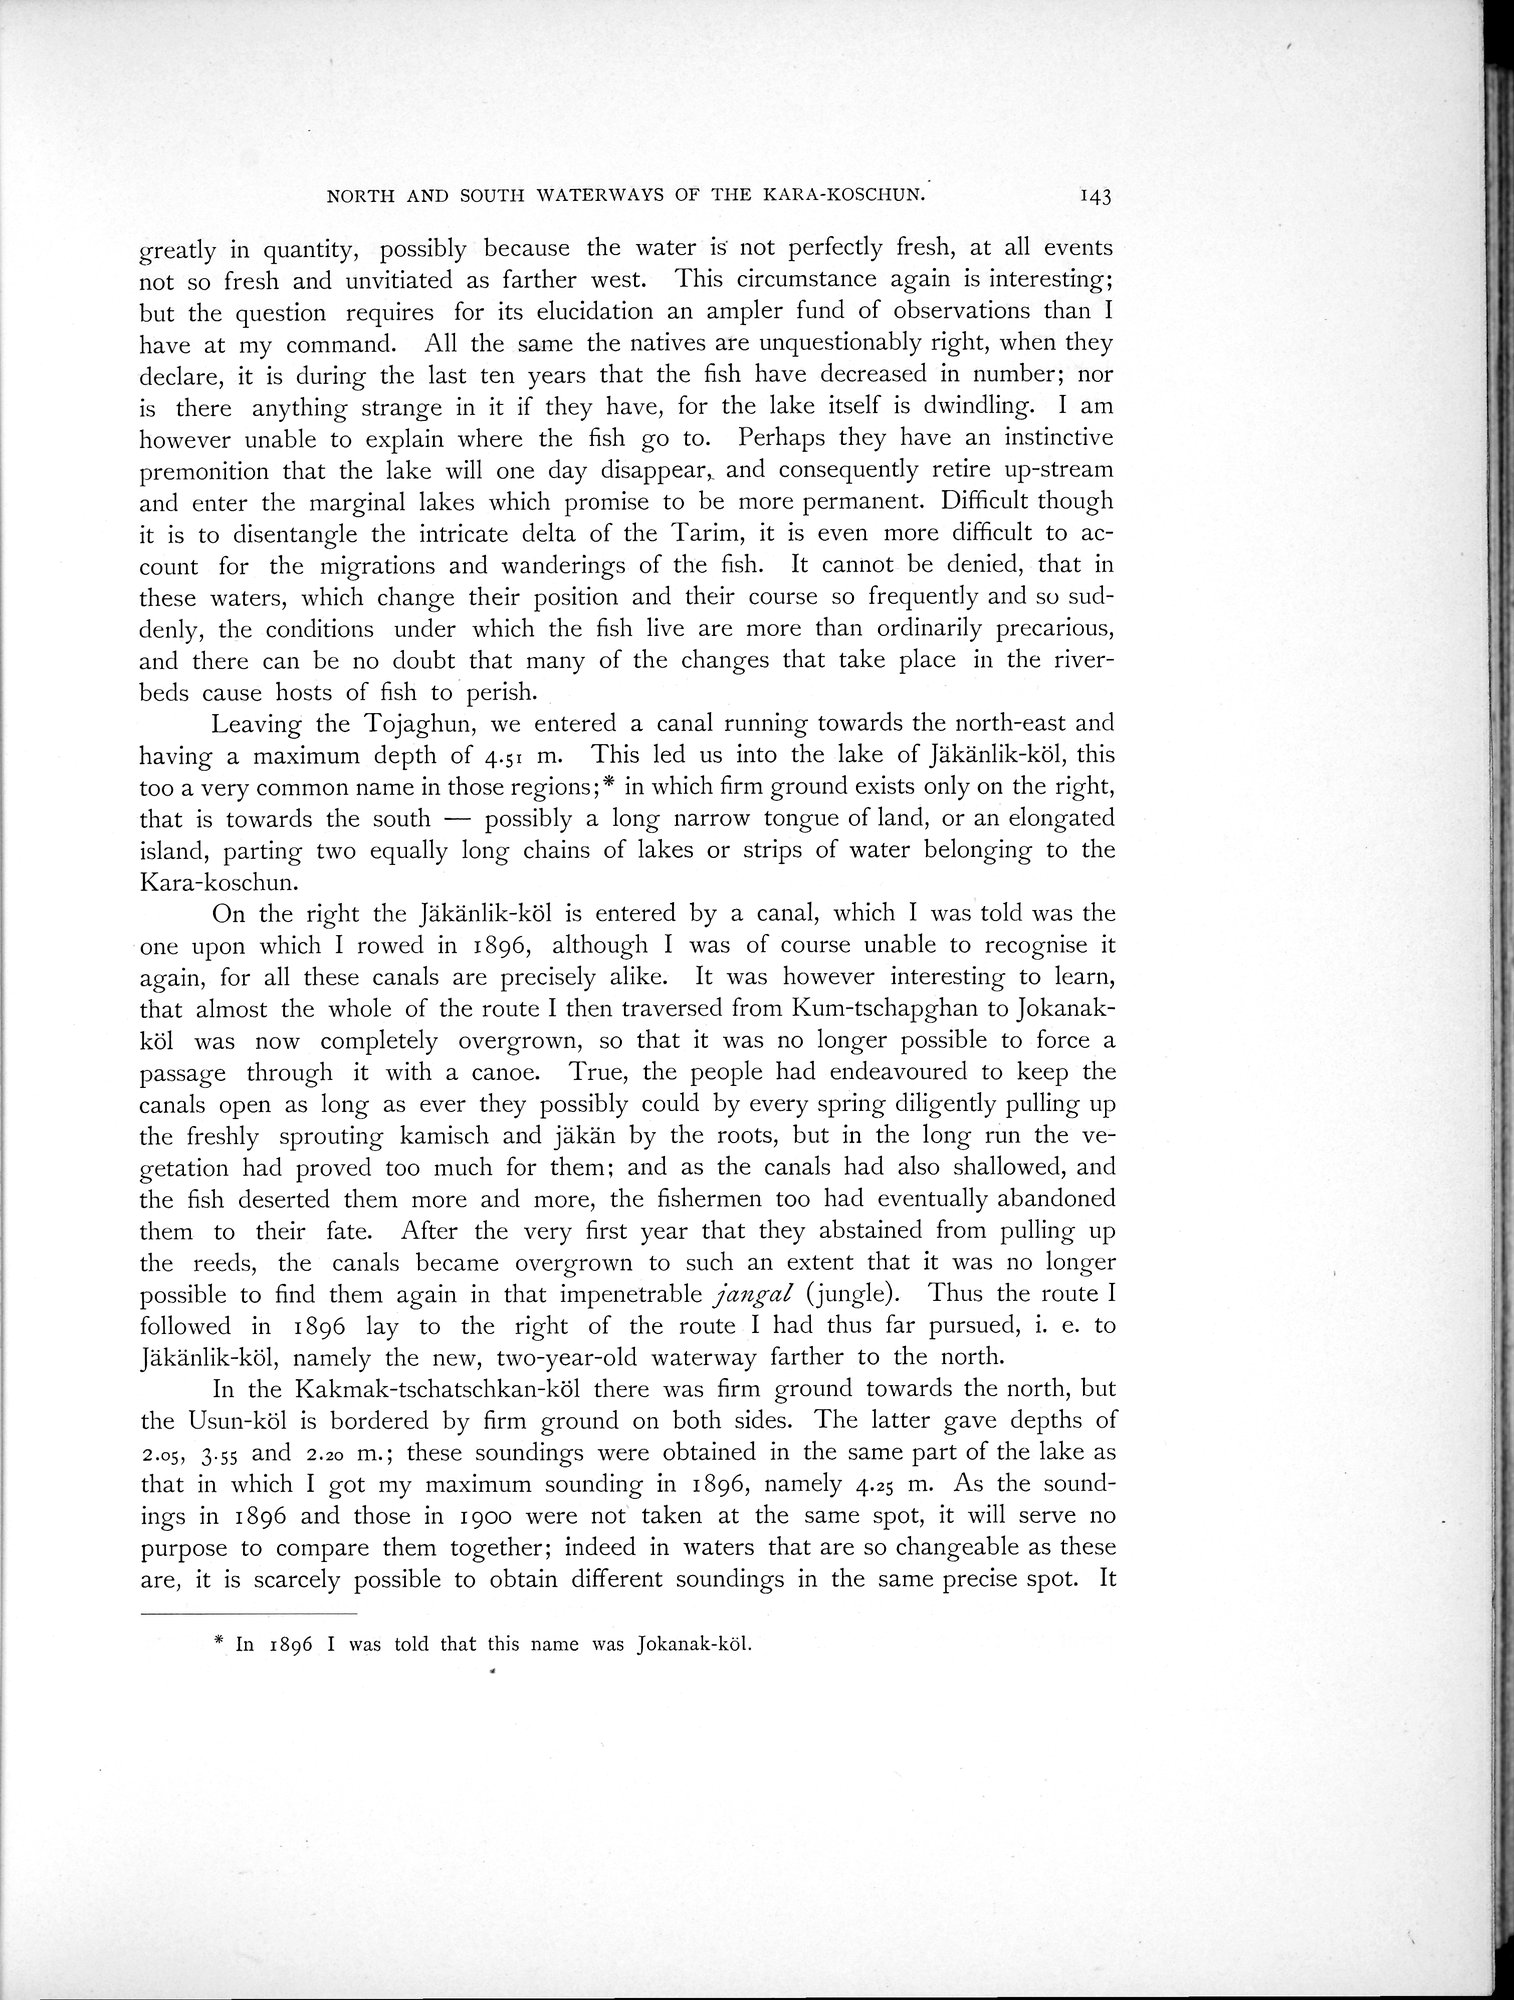 NORTH AND SOUTH WATERWAYS OF THE KARA-KOSCHUN. 143
greatly in quantity, possibly because the water is not perfectly fresh, at all events
not so fresh and unvitiated as farther west. This circumstance again is interesting;
but the question requires for its elucidation an ampler fund of observations than I
have at my command. All the same the natives are unquestionably right, when they
declare, it is during the last ten years that the fish have decreased in number; nor
is there anything strange in it if they have, for the lake itself is dwindling. I am
however unable to explain where the fish go to. Perhaps they have an instinctive
premonition that the lake will one day disappear, and consequently retire up-stream
and enter the marginal lakes which promise to be more permanent. Difficult though
it is to disentangle the intricate delta of the Tarim, it is even more difficult to ac-
count for the migrations and wanderings of the fish. It cannot be denied, that in
these waters, which change their position and their course so frequently and so sud-
denly, the conditions under which the fish live are more than ordinarily precarious,
and there can be no doubt that many of the changes that take place in the river-
beds cause hosts of fish to perish.
Leaving the Tojaghun, we entered a canal running towards the north-east and
having a maximum depth of 4.51 m. This led us into the lake of Jäkänlik-köl, this
too a very common name in those regions;* in which firm ground exists only on the right,
that is towards the south — possibly a long narrow tongue of land, or an elongated
island, parting two equally long chains of lakes or strips of water belonging to the
Kara-koschun.
On the right the Jäkänlik-köl is entered by a canal, which I was told was the
one upon which I rowed in 1896, although I was of course unable to recognise it
again, for all these canals are precisely alike. It was however interesting to learn,
that almost the whole of the route I then traversed from Kum-tschapghan to Jokanak-
köl was now completely overgrown, so that it was no longer possible to force a
passage through it with a canoe. True, the people had endeavoured to keep the
canals open as long as ever they possibly could by every spring diligently pulling up
the freshly sprouting kamisch and jäkän by the roots, but in the long run the ve-
getation had proved too much for them; and as the canals had also shallowed, and
the fish deserted them more and more, the fishermen too had eventually abandoned
them to their fate. After the very first year that they abstained from pulling up
the reeds, the canals became overgrown to such an extent that it was no longer
possible to find them again in that impenetrable jangal (jungle). Thus the route I
followed in 1896 lay to the right of the route I had thus far pursued, i. e. to
Jäkänlik-köl, namely the new, two-year-old waterway farther to the north.
In the Kakmak-tschatschkan-köl there was firm ground towards the north, but
the Usun-köl is bordered by firm ground on both sides. The latter gave depths of
2.05, 3.55 and 2.20 m.; these soundings were obtained in the same part of the lake as
that in which I got my maximum sounding in 1896, namely 4.25 m. As the sound-
ings in 1896 and those in 1900 were not taken at the same spot, it will serve no
purpose to compare them together; indeed in waters that are so changeable as these
are, it is scarcely possible to obtain different soundings in the same precise spot. It
* In 1896 I was told that this name was Jokanak-köl.